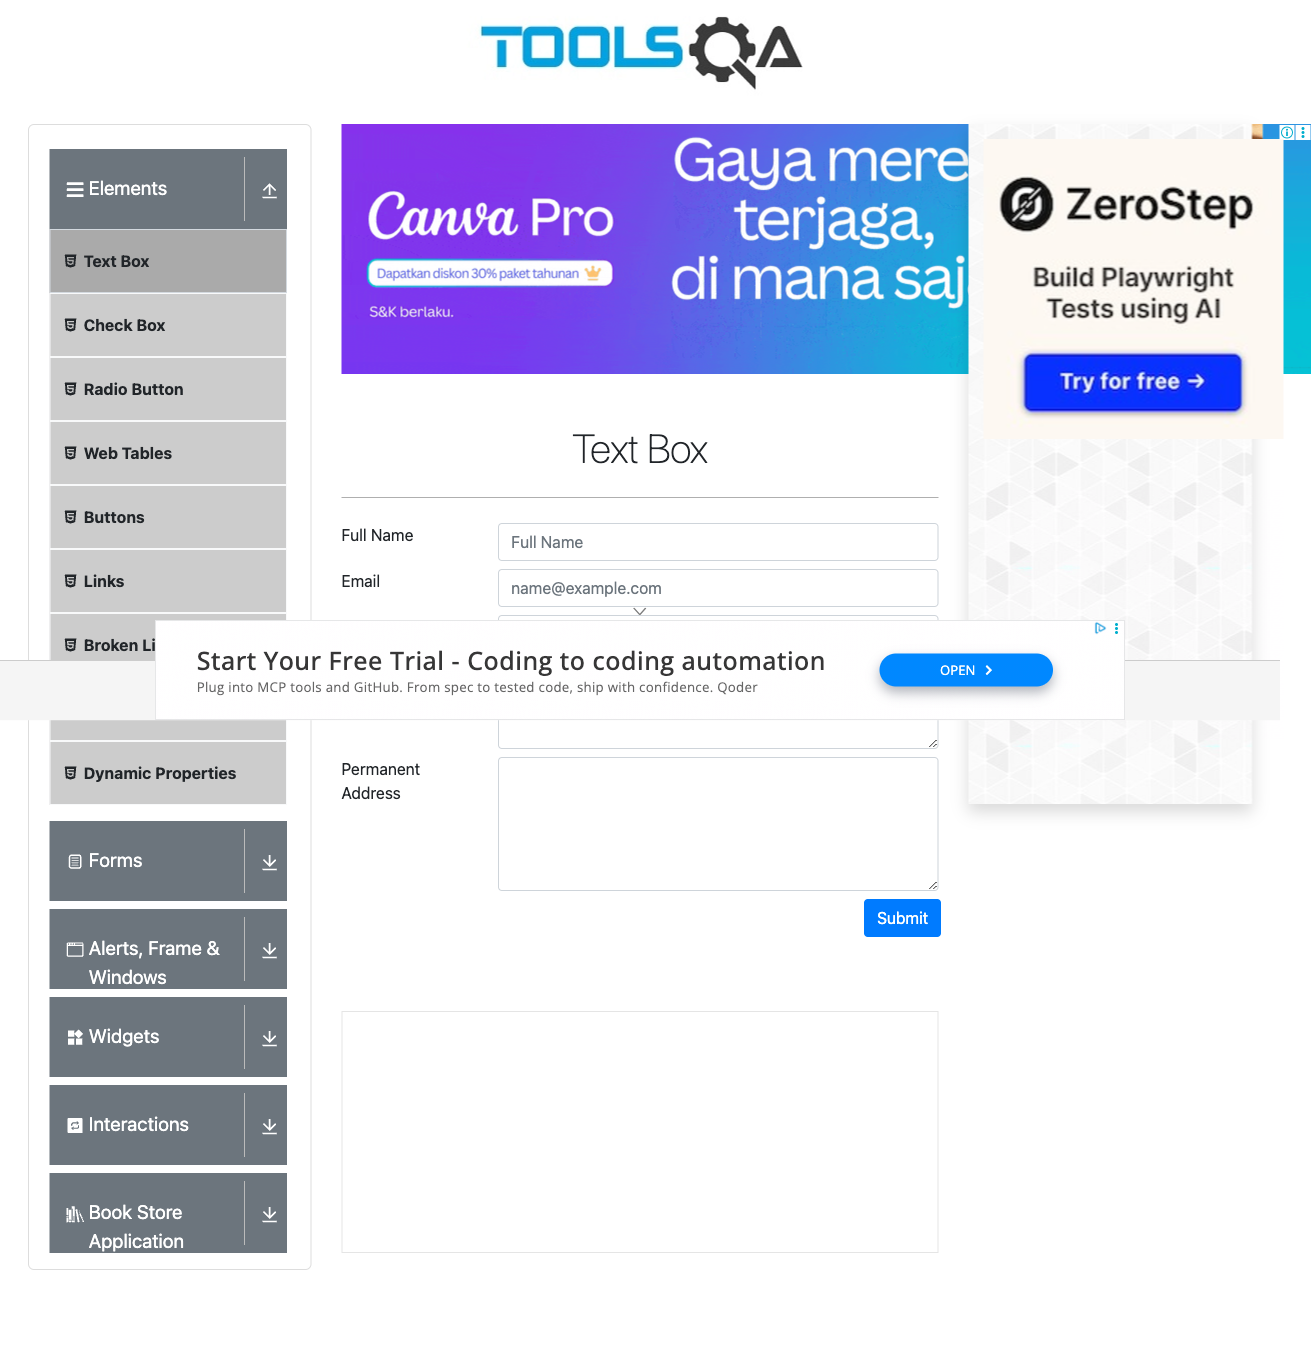 TOOLSQA
Elements
Text Box
Check Box
Radio Button
Web Tables
Buttons
Links
Broken Li
Dynamic Properties
Forms
Alerts, Frame &
Windows
Widgets
Interactions
Book Store
Application
Canva Pro
Dapatkan diskon 30% paket tahunan
S&K berlaku.
Gaya mere
terjaga,
di mana saj
ZeroStep
Build Playwright
Tests using AI
Try for free →
Text Box
Full Name
Full Name
Email
name@example.com
Start Your Free Trial - Coding to coding automation
Plug into MCP tools and GitHub. From spec to tested code, ship with confidence. Qoder
OPEN
Permanent
Address
Submit